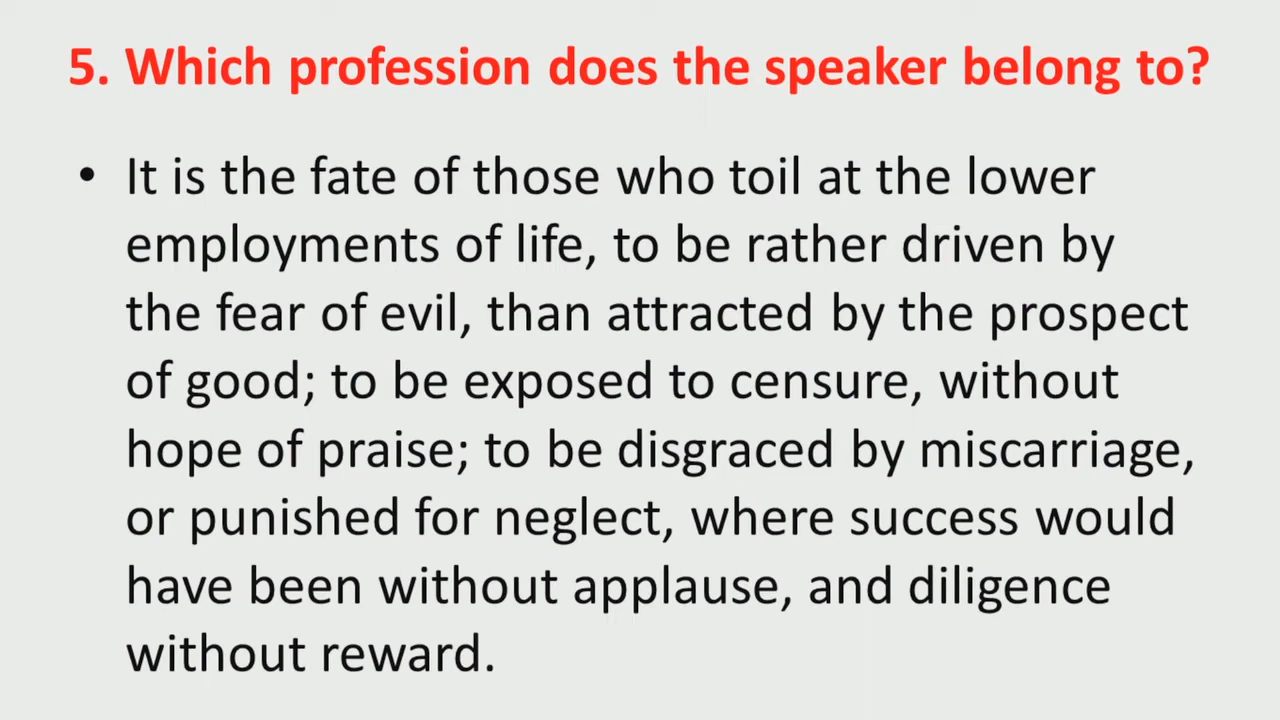 5. Which profession does the speaker belong to?
• It is the fate of those who toil at the lower
employments of life, to be rather driven by
the fear of evil, than attracted by the prospect
of good; to be exposed to censure, without
hope of praise; to be disgraced by miscarriage,
or punished for neglect, where success would
have been without applause, and diligence
without reward.